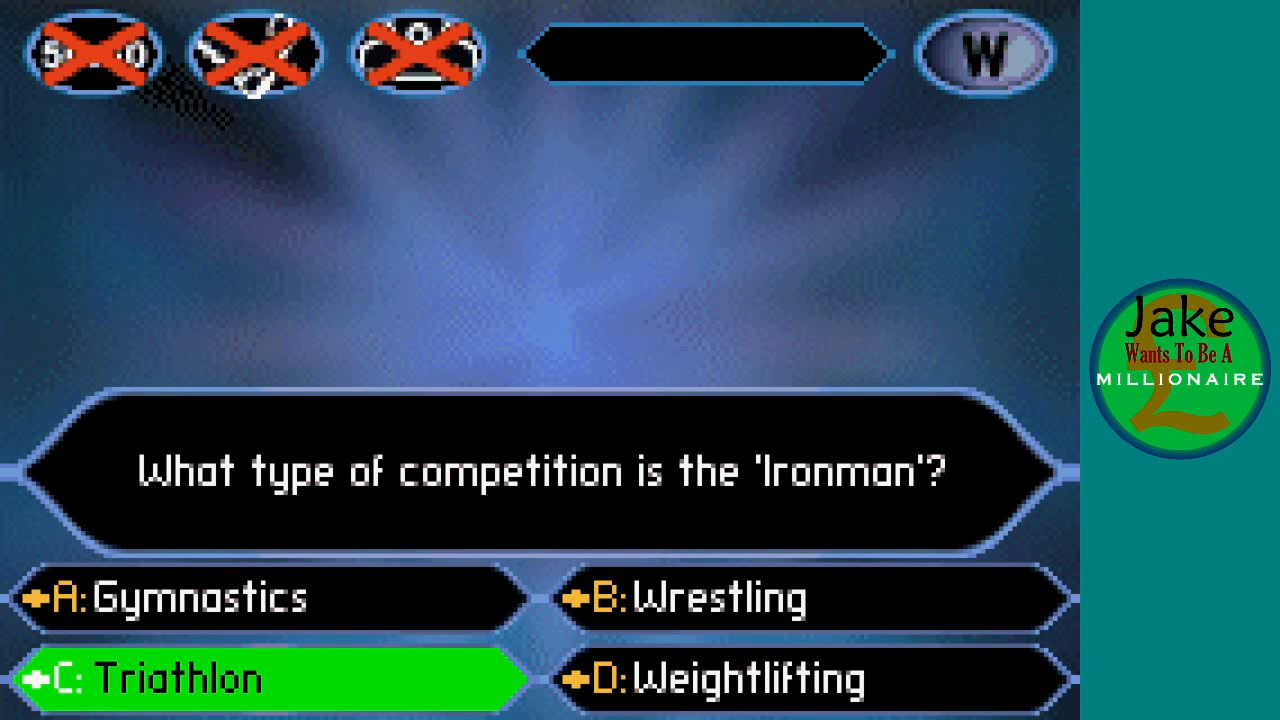 W
What type of competition is the 'Ironman'?
A: Gymnastics
B: Wrestling
C: Triathlon
D: Weightlifting
Jake
Wants To Be A
MILLIONAIRE
£